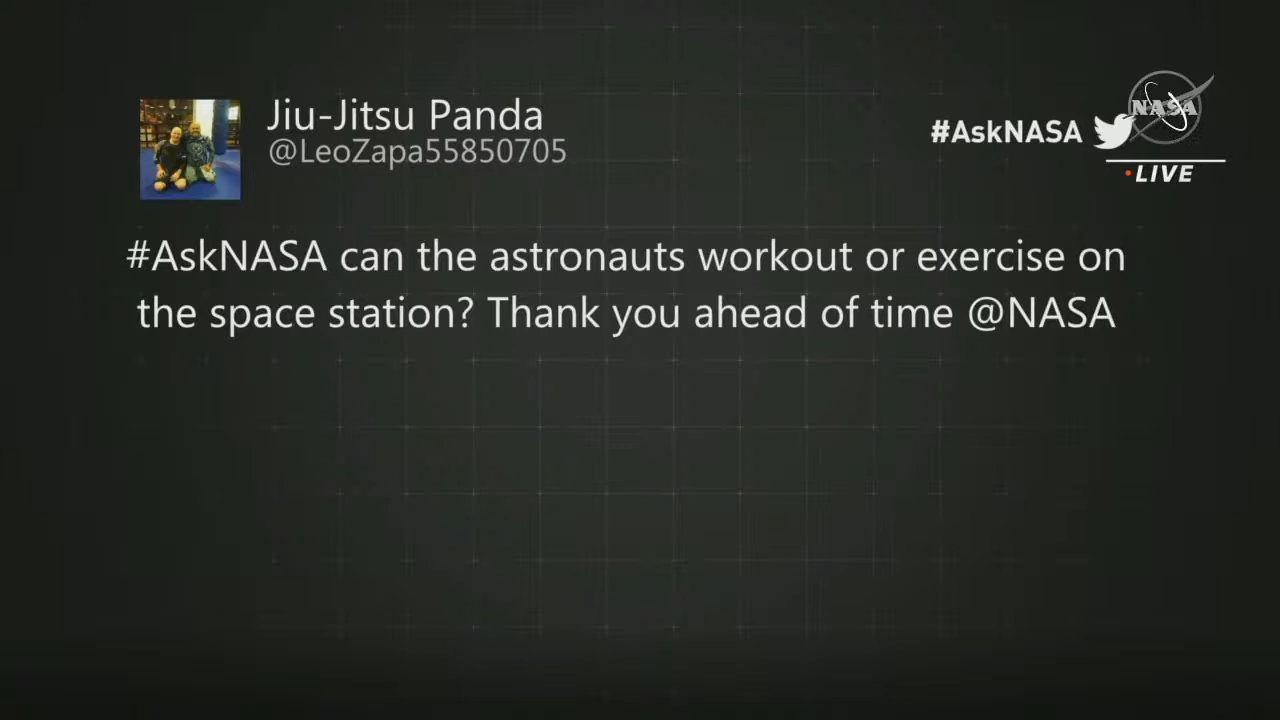 Jiu-Jitsu Panda
@LeoZapa55850705
#AskNASA
NASA
LIVE
#AskNASA can the astronauts workout or exercise on
the space station? Thank you ahead of time @NASA